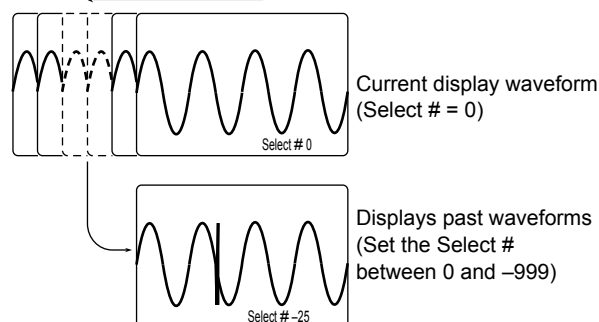 Current display waveform
(Select # = 0)
Select # 0
Displays past waveforms
(Set the Select #
between 0 and –999)
Select # –25